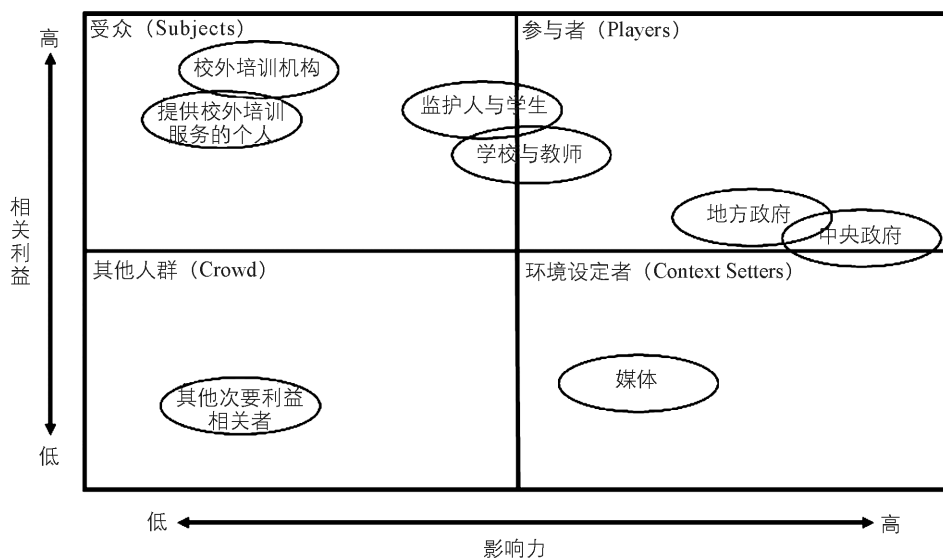 受众（Subjects）
参与者（Players）
高
校外培训机构
提供校外培训
服务的个人
监护人与学生
学校与教师
地方政府
中央政府
相关利益
其他人群（Crowd）
环境设定者（Context Setters）
其他次要利益
相关者
媒体
低
低
高
影响力